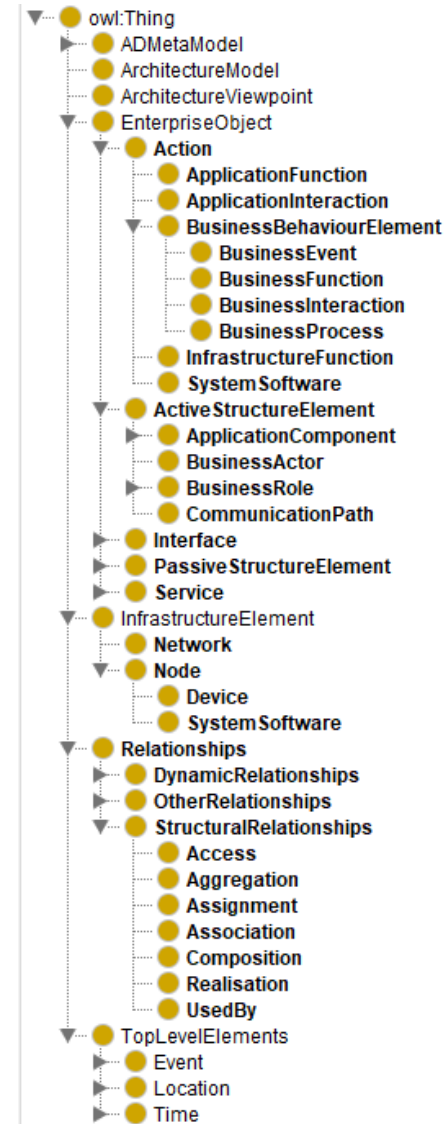 owl:Thing
ADMetaModel
ArchitectureModel
ArchitectureViewpoint
EnterpriseObject
Action
ApplicationFunction
ApplicationInteraction
BusinessBehaviourElement
BusinessEvent
BusinessFunction
BusinessInteraction
BusinessProcess
InfrastructureFunction
SystemSoftware
ActiveStructureElement
ApplicationComponent
BusinessActor
BusinessRole
CommunicationPath
Interface
PassiveStructureElement
Service
InfrastructureElement
Network
Node
Device
SystemSoftware
Relationships
DynamicRelationships
OtherRelationships
StructuralRelationships
Access
Aggregation
Assignment
Association
Composition
Realisation
UsedBy
TopLevelElements
Event
Location
Time